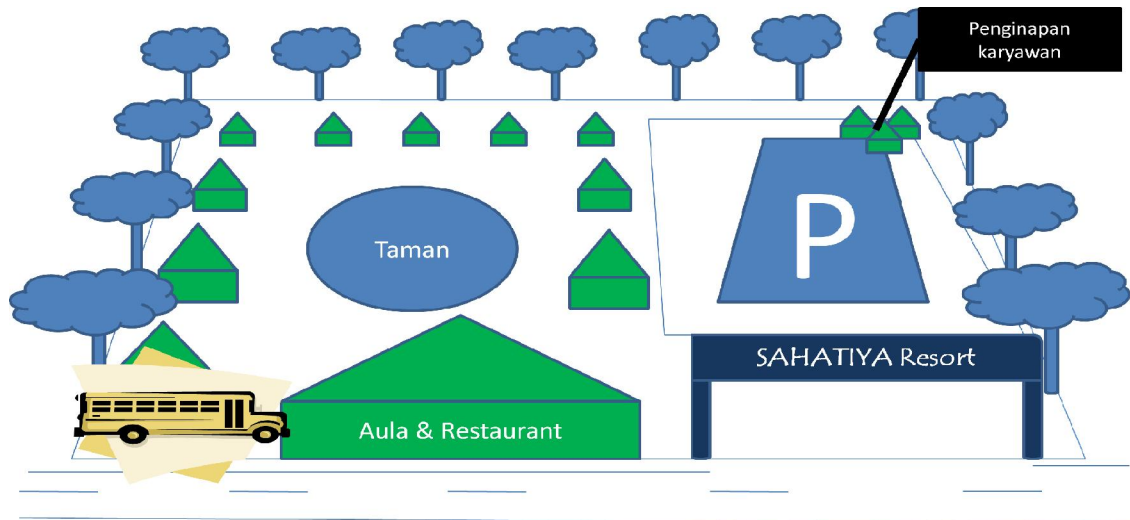 Penginapan
karyawan
P
Taman
SAHATIYA Resort
Aula & Restaurant